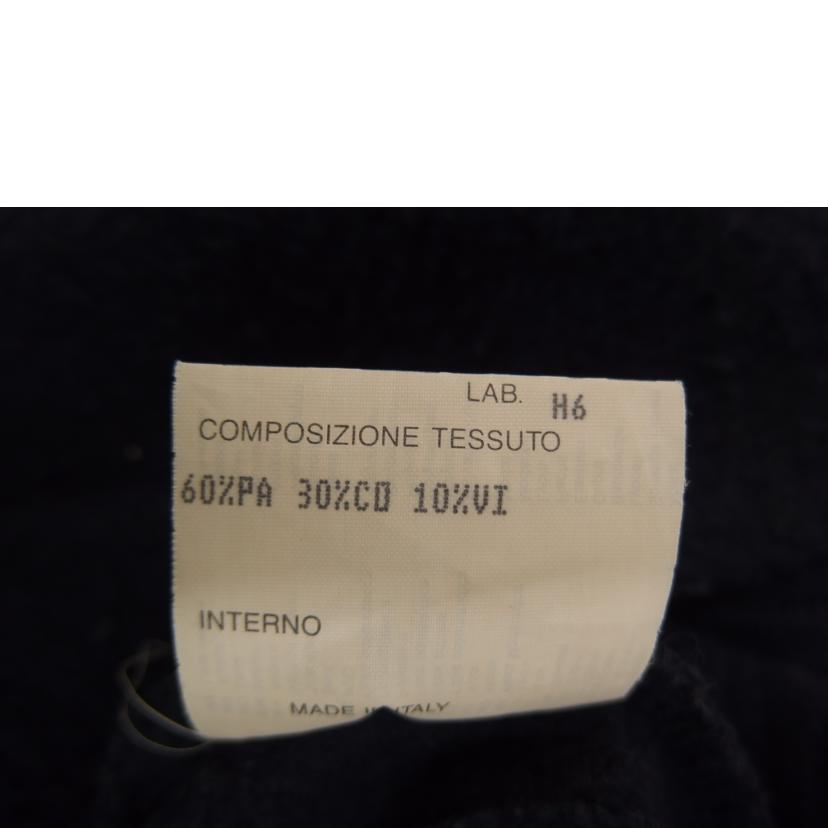 LAB. H6
COMPOSIZIONE TESSUTO
60%PA 30%CO 10%VI
INTERNO
MADE IN ITALY